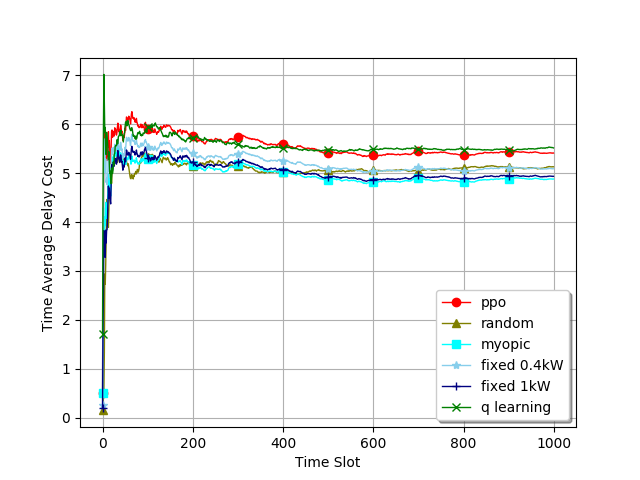 7
6
5
4
3
2
1
0
Time Average Delay Cost
ppo
random
myopic
fixed 0.4kW
fixed 1kW
q learning
0 200 400 600 800 1000
Time Slot